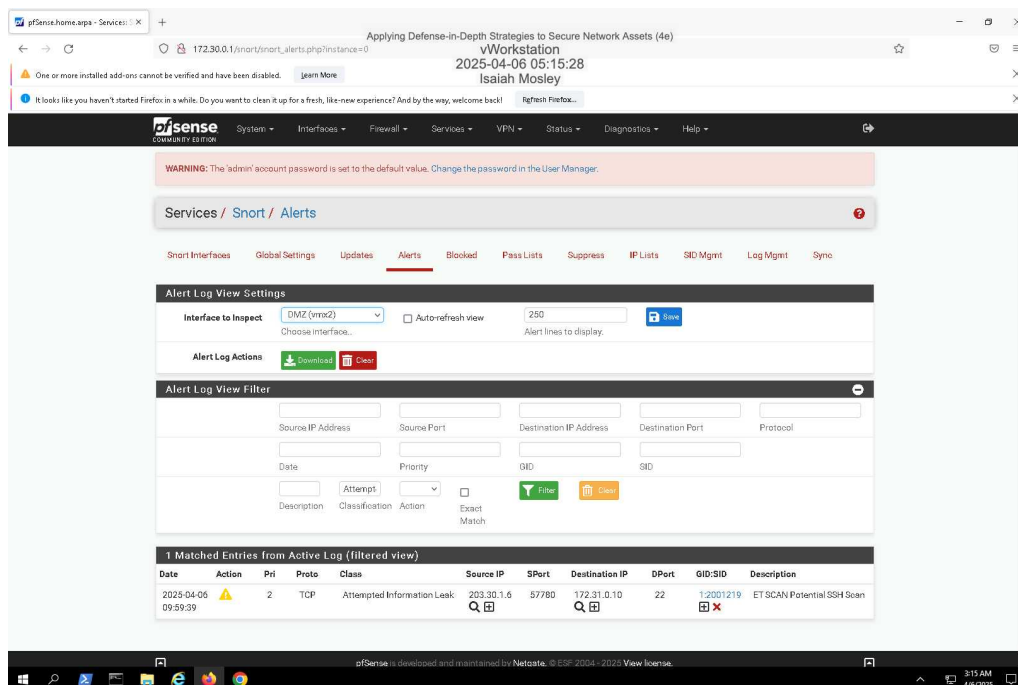 pfSense.home.arpa - Services: S
Applying Defense-in-Depth Strategies to Secure Network Assets (4e)
172.30.0.1/snort/snort_alerts.php?instance=0
vWorkstation
2025-04-06 05:15:28
Isaiah Mosley
One or more installed add-ons cannot be verified and have been disabled. Learn More
It looks like you haven't started Firefox in a while. Do you want to clean it up for a fresh, like-new experience? And by the way, welcome back! Refresh Firefox...
pfsense System Interfaces Firewall Services VPN Status Diagnostics Help
COMMUNITY EDITION
WARNING: The 'admin' account password is set to the default value. Change the password in the User Manager.
Services / Snort / Alerts
Snort Interfaces Global Settings Updates Alerts Blocked Pass Lists Suppress IP Lists SID Mgmt Log Mgmt Sync
Alert Log View Settings
Interface to Inspect DMZ (vmx2) Auto-refresh view 250 Save
Choose interface.. Alert lines to display.
Alert Log Actions Download Clear
Alert Log View Filter
Source IP Address Source Port Destination IP Address Destination Port Protocol
Date Priority GID SID
Attempt Filter Clear
Description Classification Action Exact Match
1 Matched Entries from Active Log (filtered view)
Date Action Pri Proto Class Source IP SPort Destination IP DPort GID:SID Description
2025-04-06 2 TCP Attempted Information Leak 203.30.1.6 57780 172.31.0.10 22 1:2001219 ET SCAN Potential SSH Scan
09:59:39
pfSense is developed and maintained by Netgate. © ESF 2004 - 2025 View license.
3:15 AM
4/6/2025